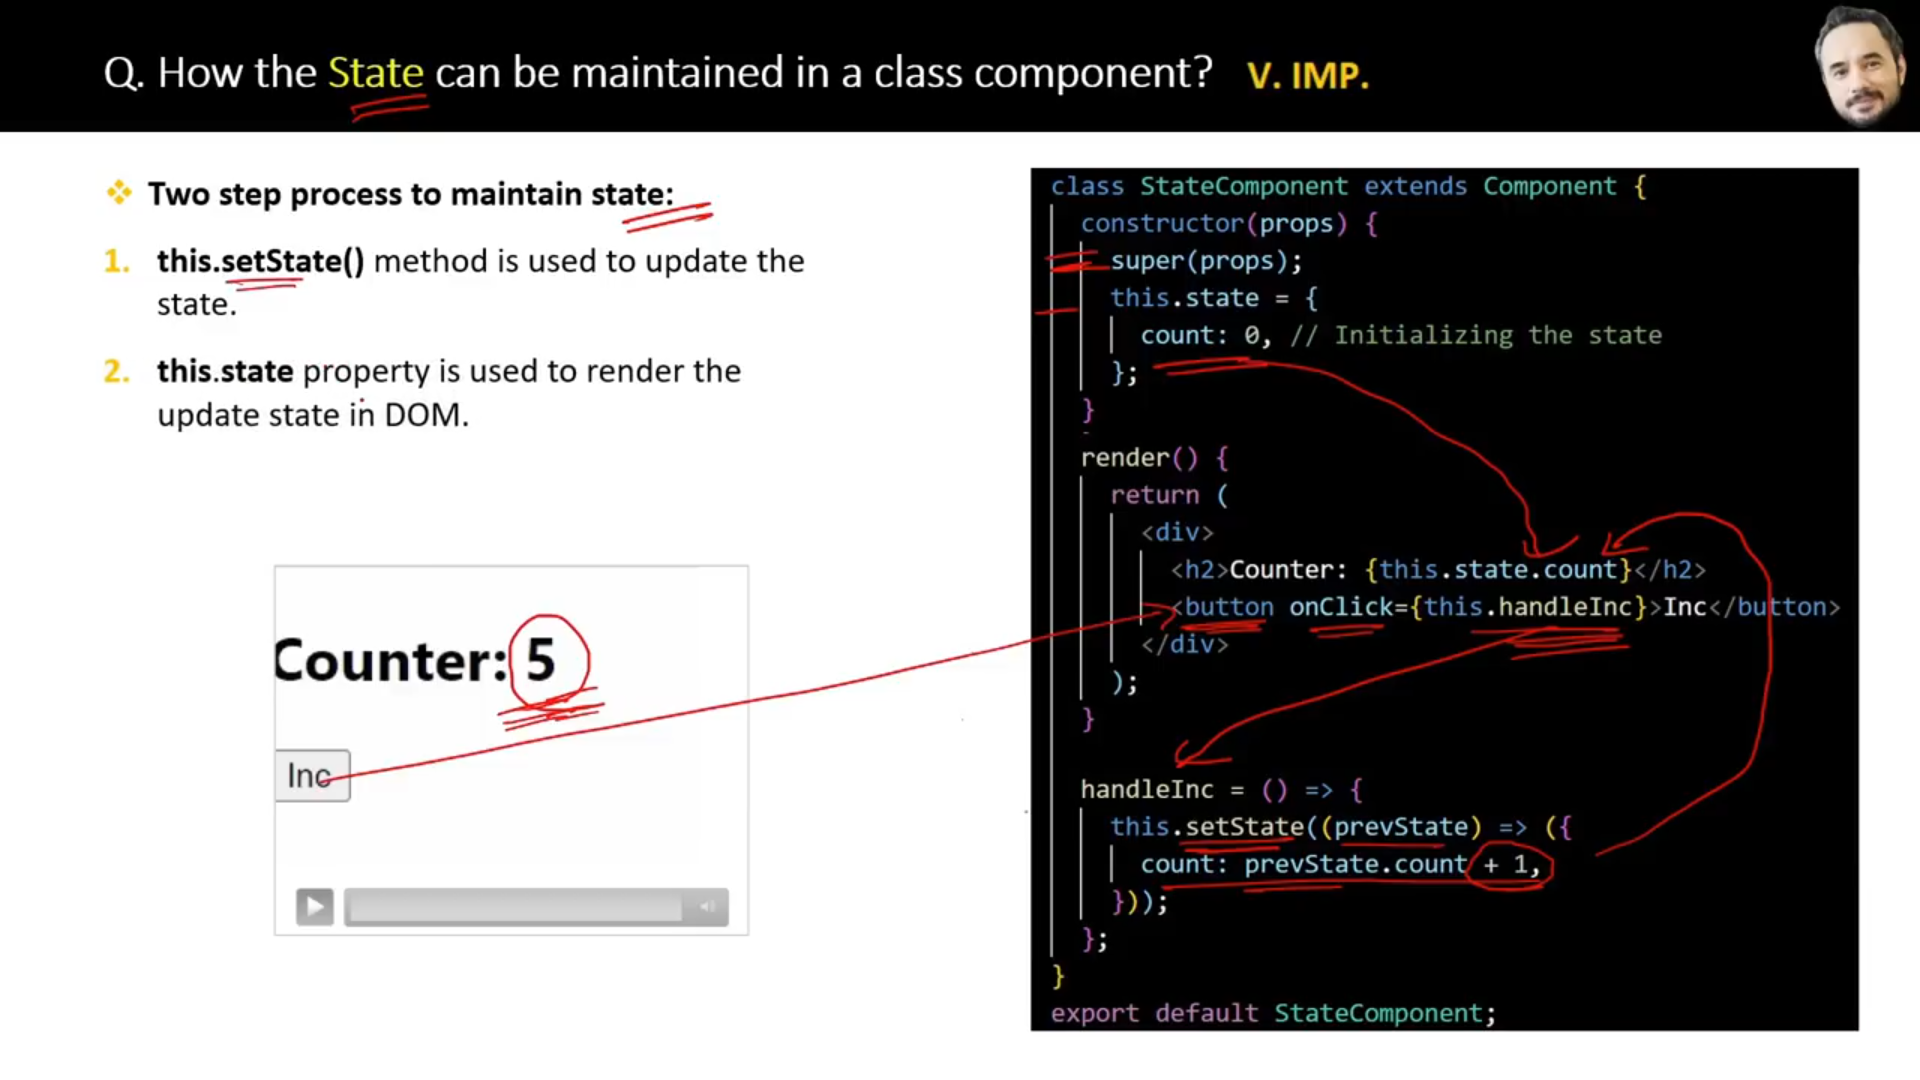 Q. How the State can be maintained in a class component? V. IMP.
❖ Two step process to maintain state:
1. this.setState() method is used to update the
state.
2. this.state property is used to render the
update state in DOM.
Counter: 5
Inc
class StateComponent extends Component {
constructor(props) {
super(props);
this.state = {
count: 0, // Initializing the state
};
}
render() {
return (
<div>
<h2>Counter: {this.state.count}</h2>
<button onClick={this.handleInc}>Inc</button>
</div>
);
}
handleInc = () => {
this.setState((prevState) => ({
count: prevState.count + 1,
}));
};
}
export default StateComponent;